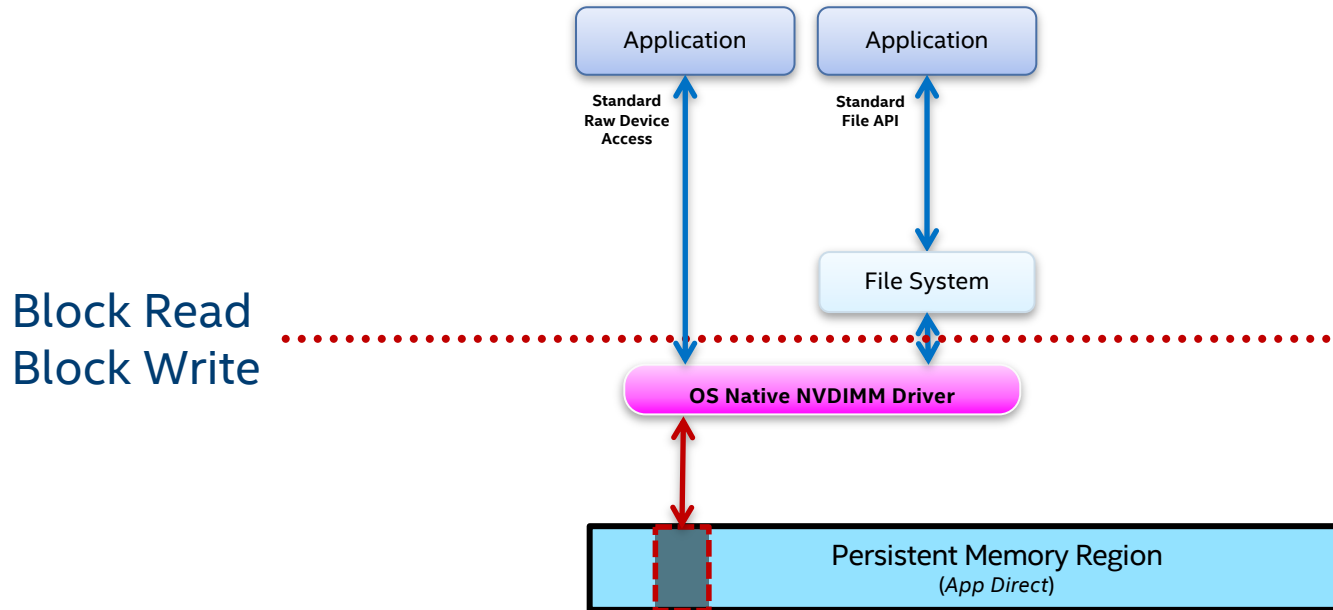 Application
Application
Standard
Raw Device
Access
Standard
File API
File System
Block Read
Block Write
OS Native NVDIMM Driver
Persistent Memory Region
(App Direct)